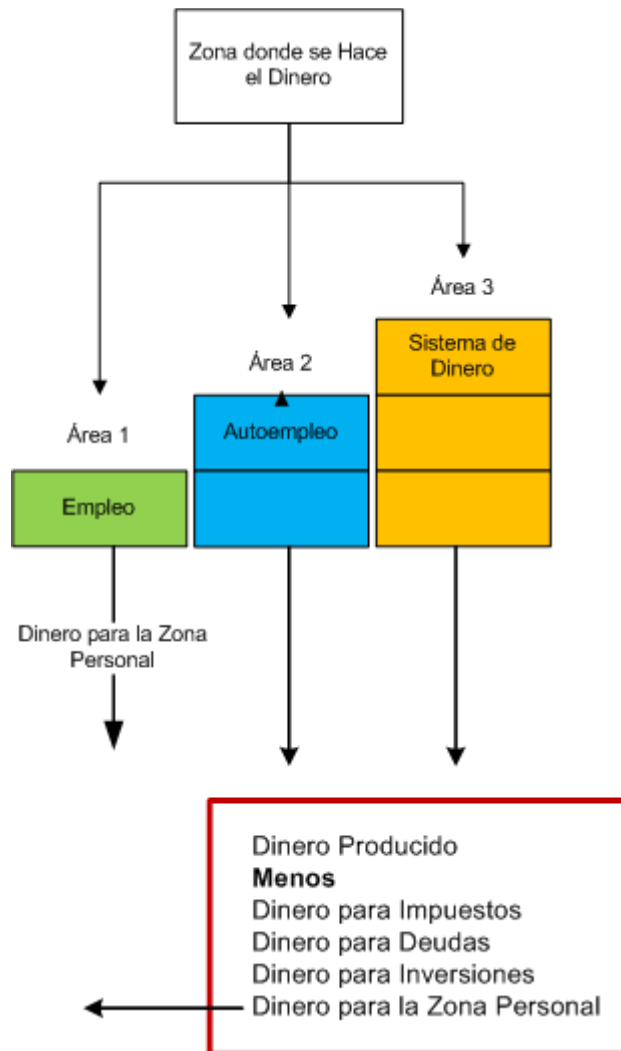 Zona donde se Hace
el Dinero
Área 3
Sistema de
Dinero
Área 2
Autoempleo
Área 1
Empleo
Dinero para la Zona
Personal
Dinero Producido
Menos
Dinero para Impuestos
Dinero para Deudas
Dinero para Inversiones
Dinero para la Zona Personal